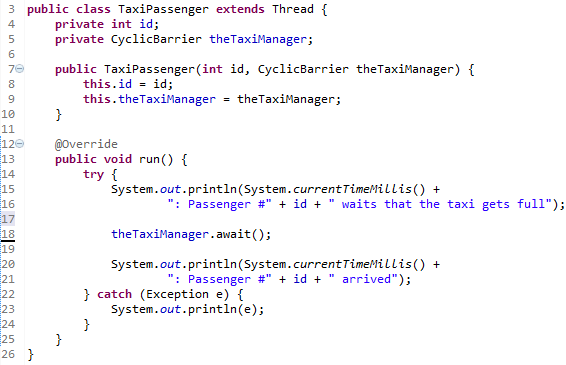 3 public class TaxiPassenger extends Thread {
4     private int id;
5     private CyclicBarrier theTaxiManager;
6
7     public TaxiPassenger(int id, CyclicBarrier theTaxiManager) {
8         this.id = id;
9         this.theTaxiManager = theTaxiManager;
10     }
11
12     @Override
13     public void run() {
14         try {
15             System.out.println(System.currentTimeMillis() +
16                     ": Passenger #" + id + " waits that the taxi gets full");
17
18             theTaxiManager.await();
19
20             System.out.println(System.currentTimeMillis() +
21                     ": Passenger #" + id + " arrived");
22         } catch (Exception e) {
23             System.out.println(e);
24         }
25     }
26 }